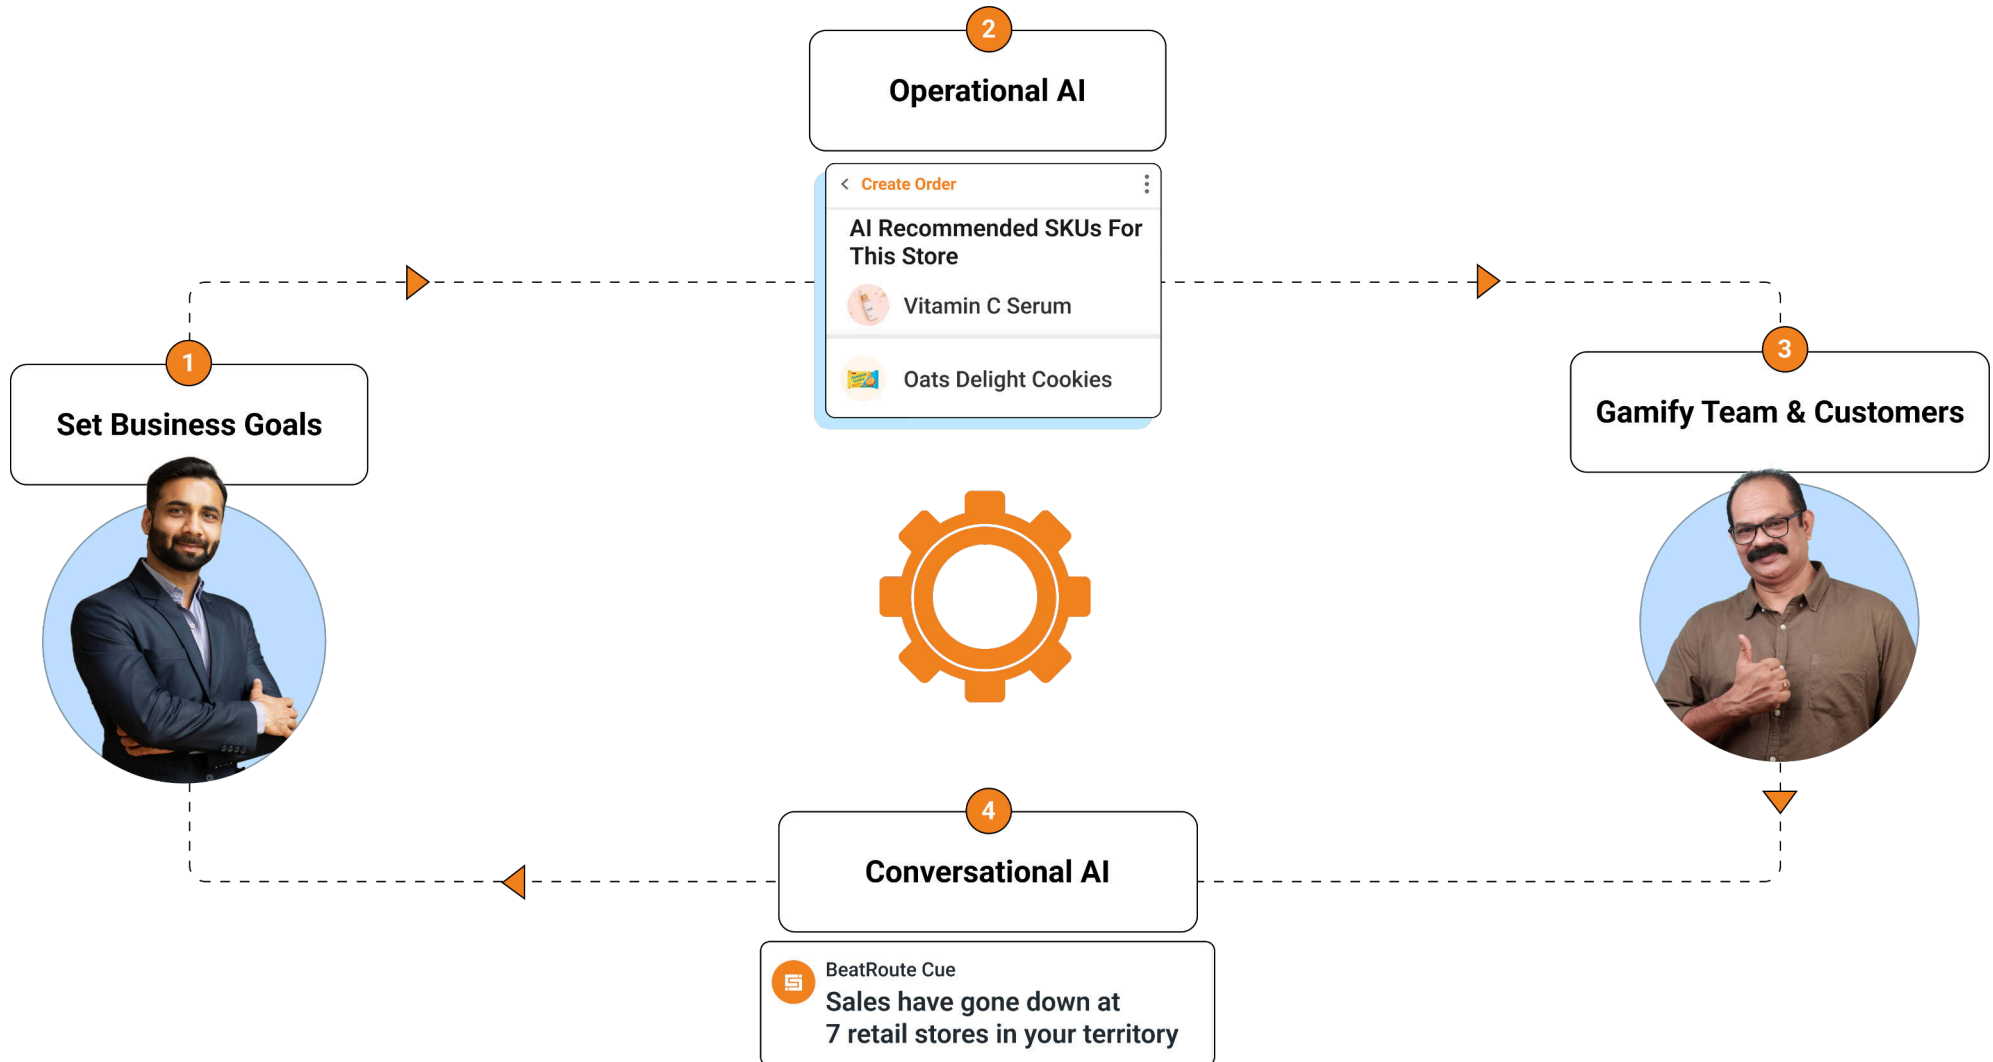 2
Operational AI
Create Order
AI Recommended SKUs For
This Store
Vitamin C Serum
Oats Delight Cookies
1
Set Business Goals
3
Gamify Team & Customers
4
Conversational AI
BeatRoute Cue
Sales have gone down at
7 retail stores in your territory